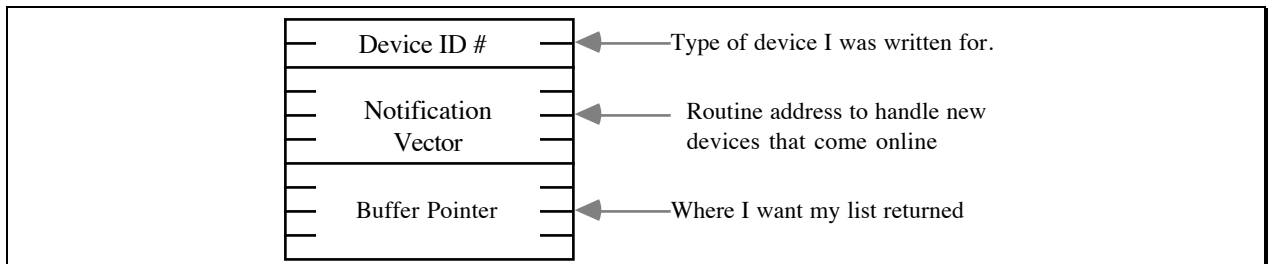 Device ID #
Type of device I was written for.
Notification
Vector
Routine address to handle new
devices that come online
Buffer Pointer
Where I want my list returned